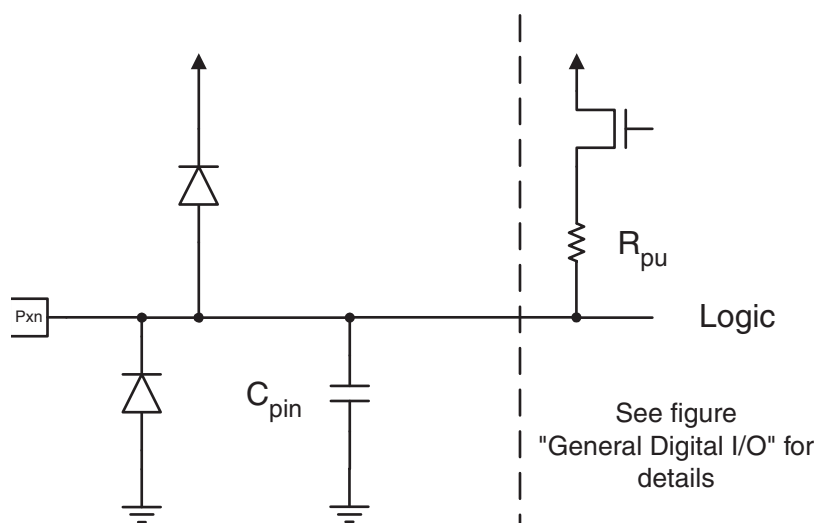 Pxn
C_pin
R_pu
Logic
See figure
"General Digital I/O" for
details